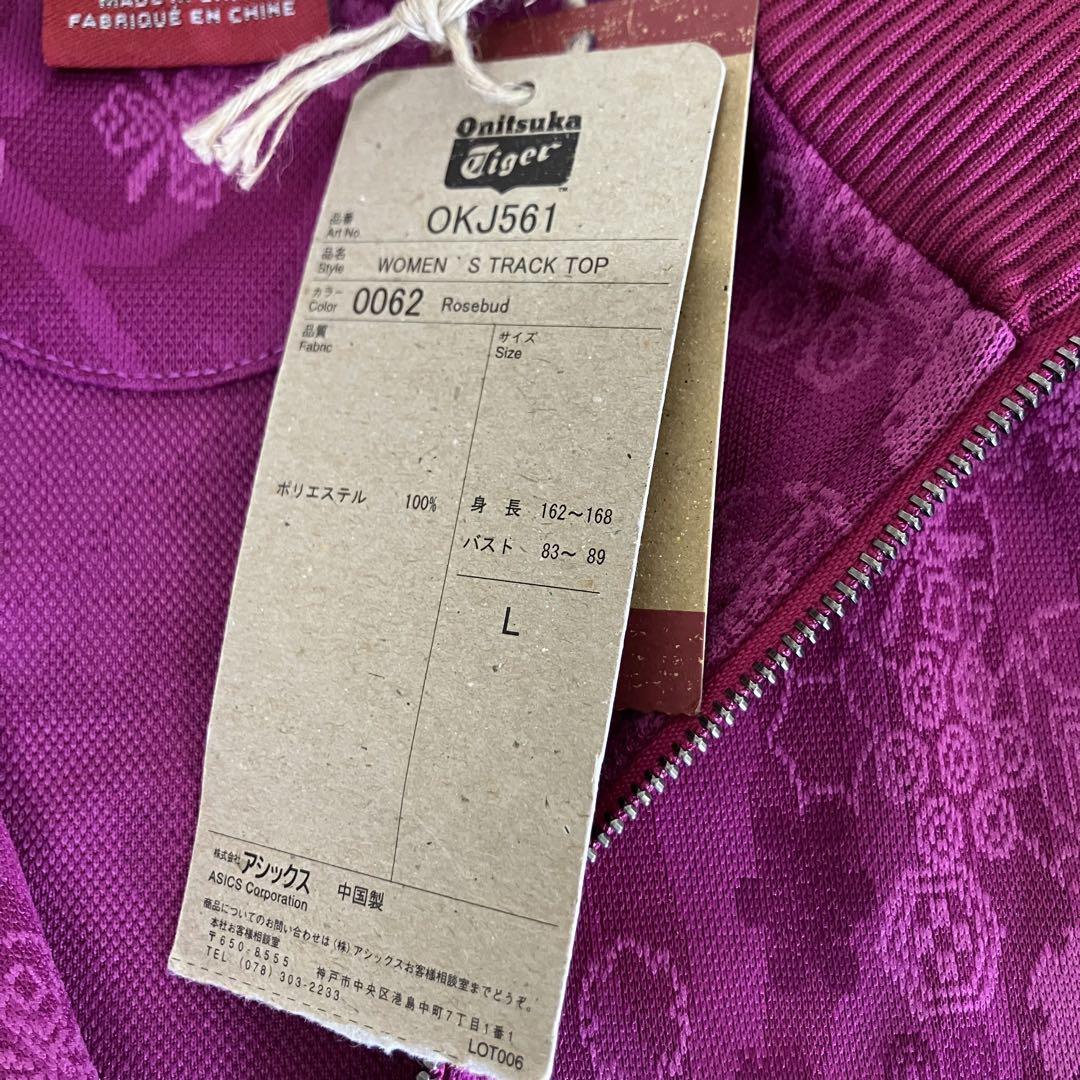 FABRIQUÉ EN CHINE
Onitsuka
Tiger™
品番
Art No. OKJ561
品名
Style WOMEN`S TRACK TOP
カラー
Color 0062 Rosebud
品質
Fabric
サイズ
Size
ポリエステル 100%
身長 162〜168
バスト 83〜 89
L
株式会社アシックス
ASICS Corporation 中国製
商品についてのお問い合わせは(株)アシックスお客様相談室までどうぞ。
本社お客様相談室
〒650-8555 神戸市中央区港島中町7丁目1番1
TEL (078) 303-2233
LOT006